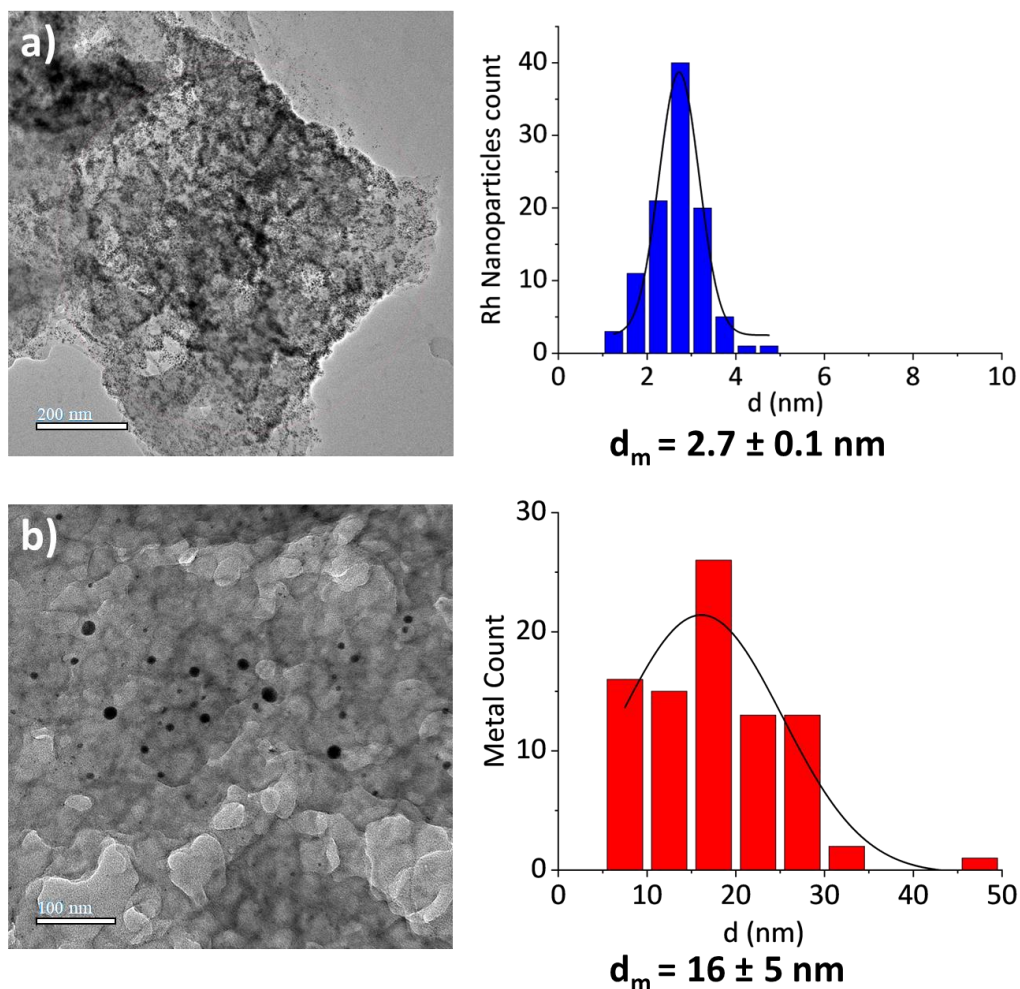 a)
200 nm
Rh Nanoparticles count
40
30
20
10
0
0 2 4 6 8 10
d (nm)
dₘ = 2.7 ± 0.1 nm
b)
100 nm
Metal Count
30
20
10
0
0 10 20 30 40 50
d (nm)
dₘ = 16 ± 5 nm